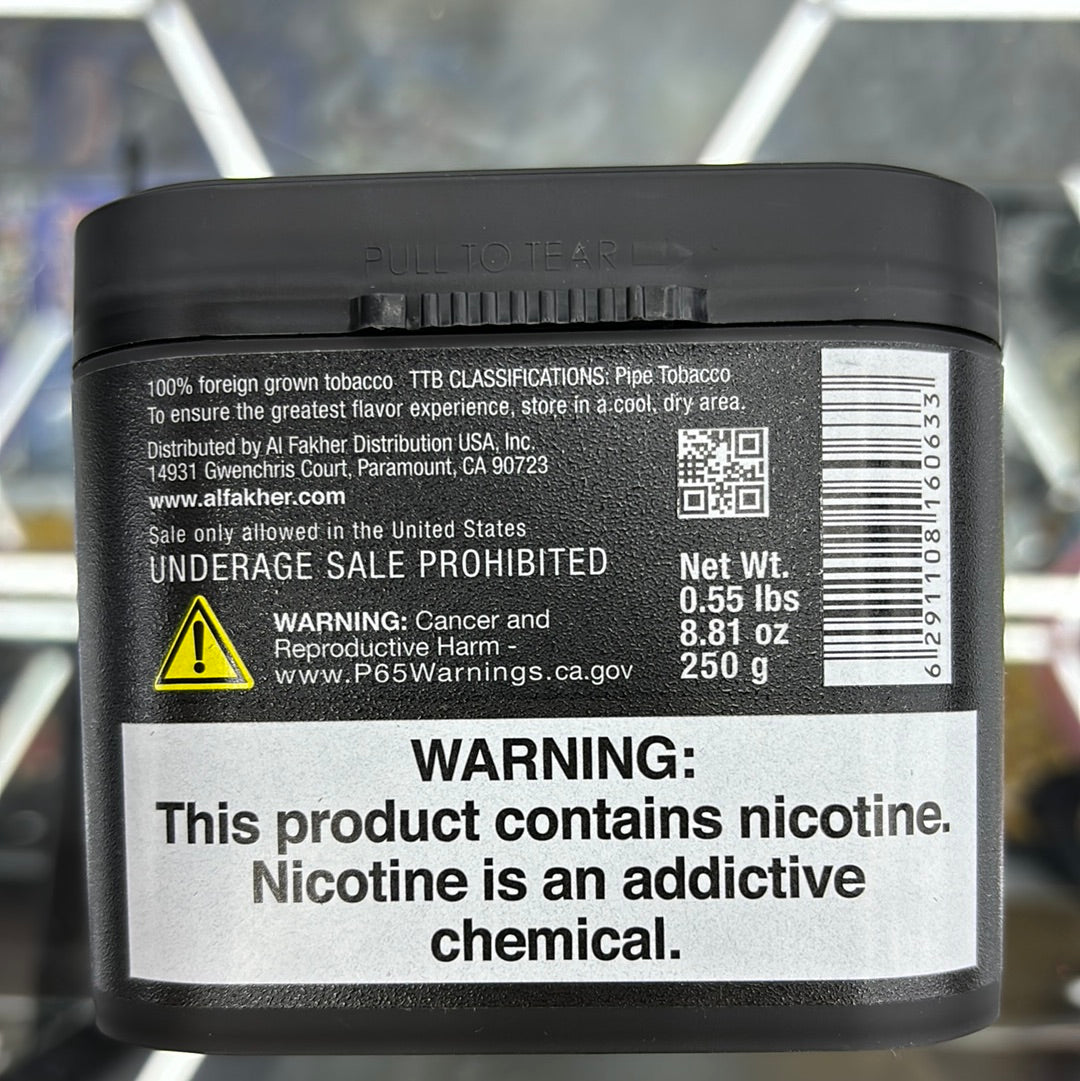 PULL TO TEAR
100% foreign grown tobacco TTB CLASSIFICATIONS: Pipe Tobacco
To ensure the greatest flavor experience, store in a cool, dry area.
Distributed by Al Fakher Distribution USA, Inc.
14931 Gwenchris Court, Paramount, CA 90723
www.alfakher.com
Sale only allowed in the United States
UNDERAGE SALE PROHIBITED
WARNING: Cancer and
Reproductive Harm -
www.P65Warnings.ca.gov
Net Wt.
0.55 lbs
8.81 oz
250 g
6 291108 160633
WARNING:
This product contains nicotine.
Nicotine is an addictive
chemical.